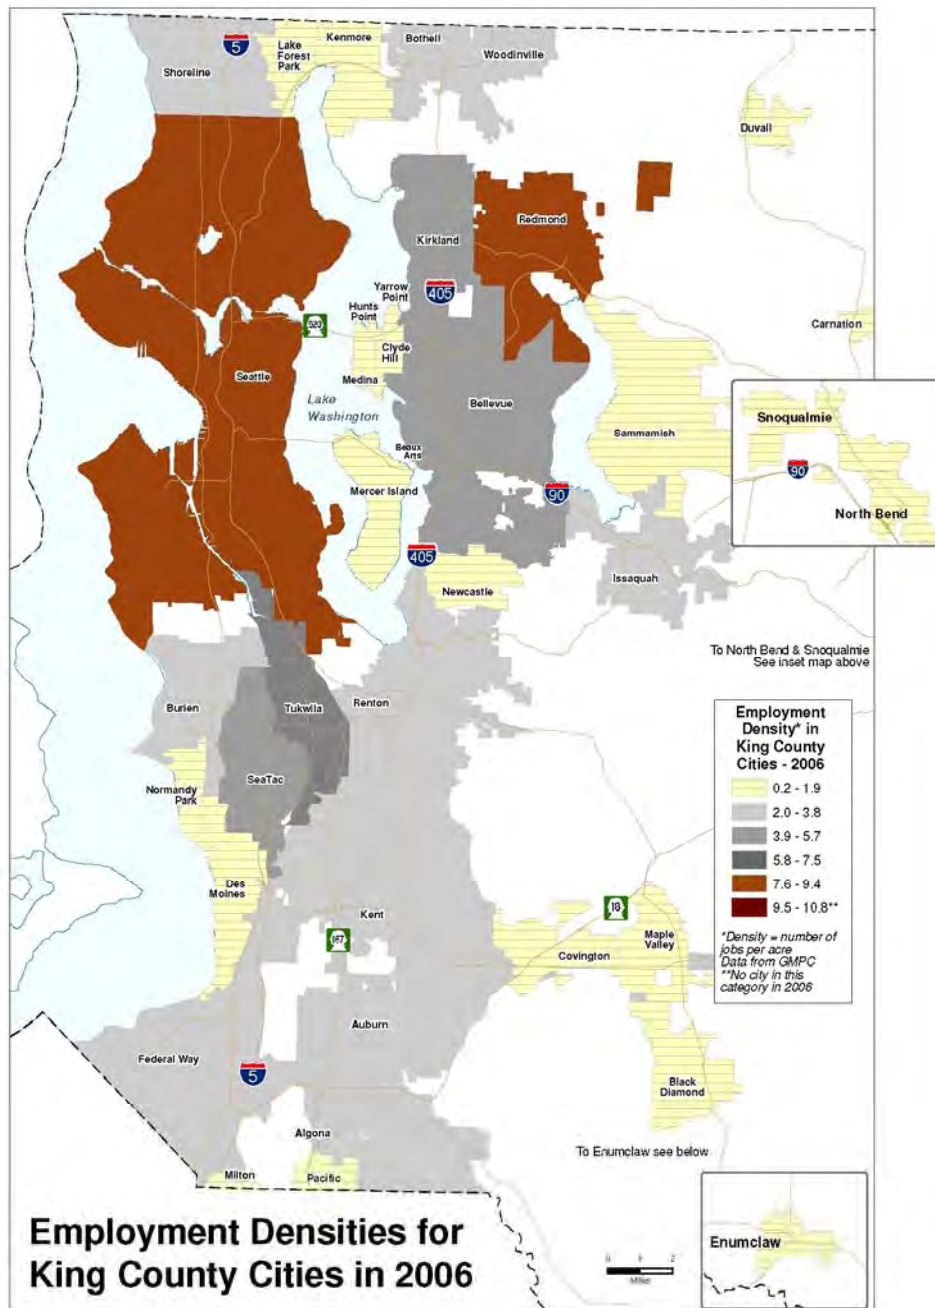 5
Lake
Forest
Park
Kenmore
Bothell
Woodinville
Shoreline
Duvall
Redmond
Kirkland
405
Yarrow
Point
Hunts
Point
520
Carnation
Clyde
Hill
Medina
Seattle
Lake
Washington
Bellevue
Snoqualmie
Sammamish
Beaux
Arts
90
North Bend
Mercer Island
90
405
Newcastle
Issaquah
To North Bend & Snoqualmie
See inset map above
Burien
Tukwila
Renton
SeaTac
Normandy
Park
Employment
Density* in
King County
Cities - 2006
0.2 - 1.9
2.0 - 3.8
3.9 - 5.7
5.8 - 7.5
7.6 - 9.4
9.5 - 10.8**
*Density = number of
jobs per acre
Data from GMPC
**No city in this
category in 2006
Des
Moines
Kent
167
18
Maple
Valley
Covington
Auburn
Federal Way
5
Black
Diamond
Algona
To Enumclaw see below
Milton
Pacific
Enumclaw
Employment Densities for
King County Cities in 2006
Miles